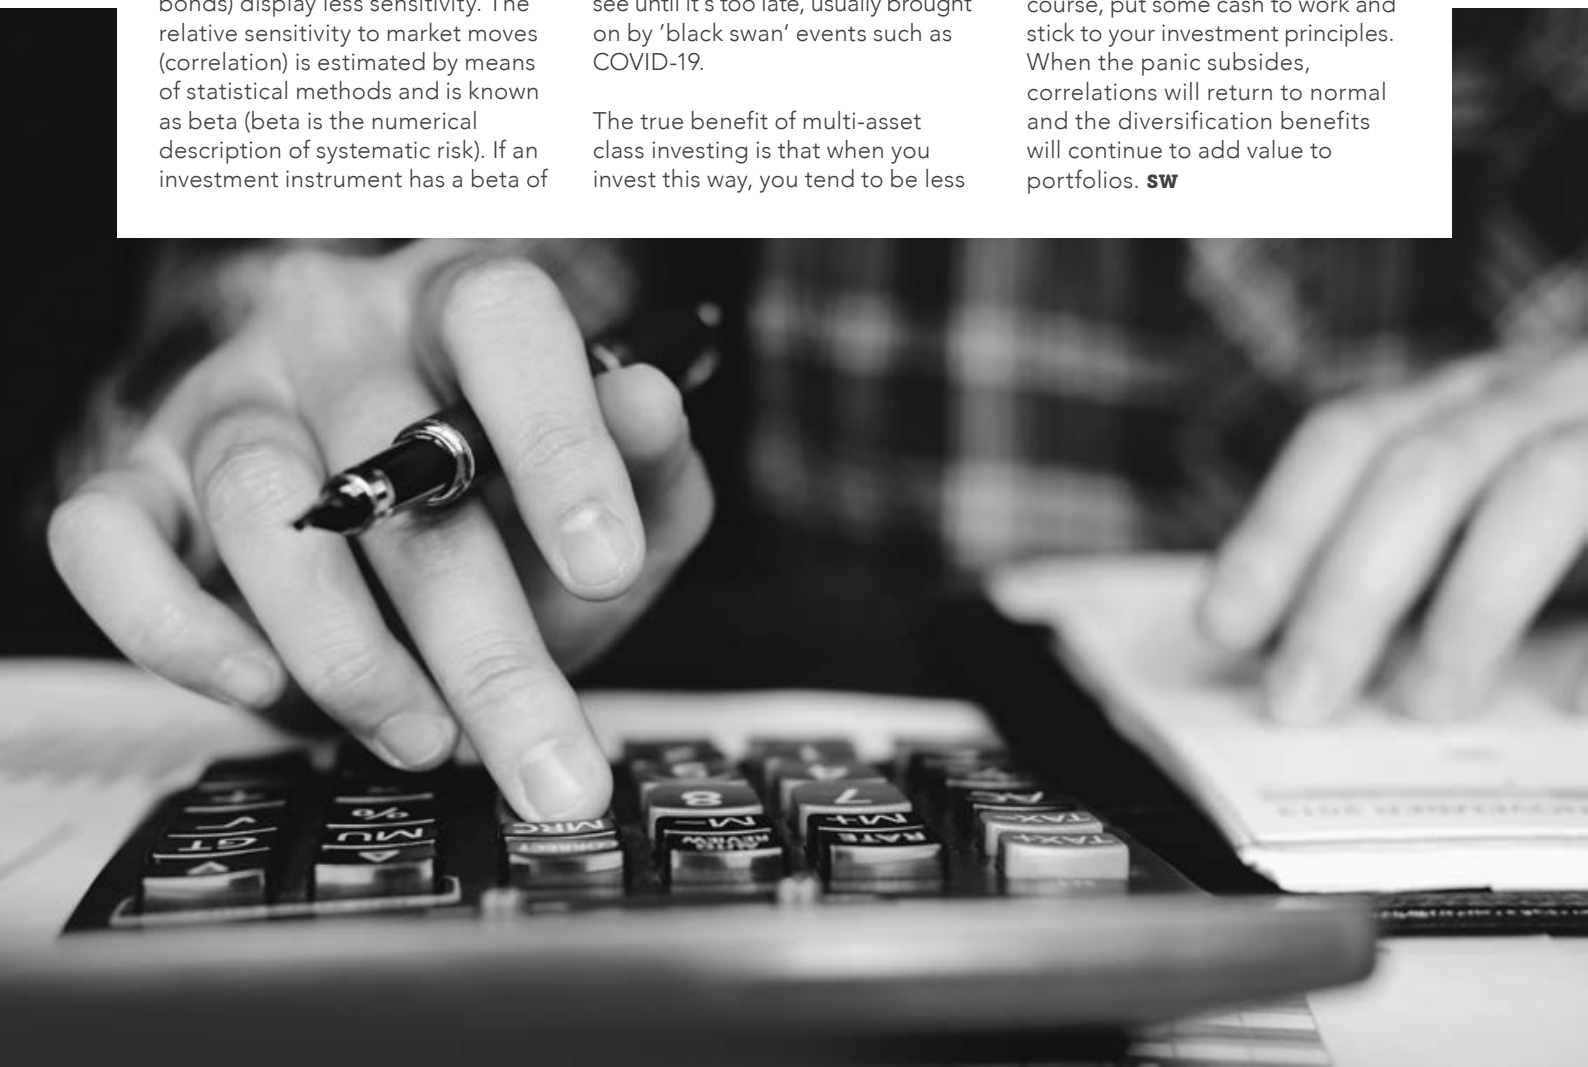 bonds) display less sensitivity. The
relative sensitivity to market moves
(correlation) is estimated by means
of statistical methods and is known
as beta (beta is the numerical
description of systematic risk). If an
investment instrument has a beta of
see until it's too late, usually brought
on by ’black swan‘ events such as
COVID-19.
The true benefit of multi-asset
class investing is that when you
invest this way, you tend to be less
course, put some cash to work and
stick to your investment principles.
When the panic subsides,
correlations will return to normal
and the diversification benefits
will continue to add value to
portfolios. SW
8
7
AC
√
%
MRC
M-
M+
TAX-
GT
MU
CORRECT
AUTO REVIEW
RATE
TAX+